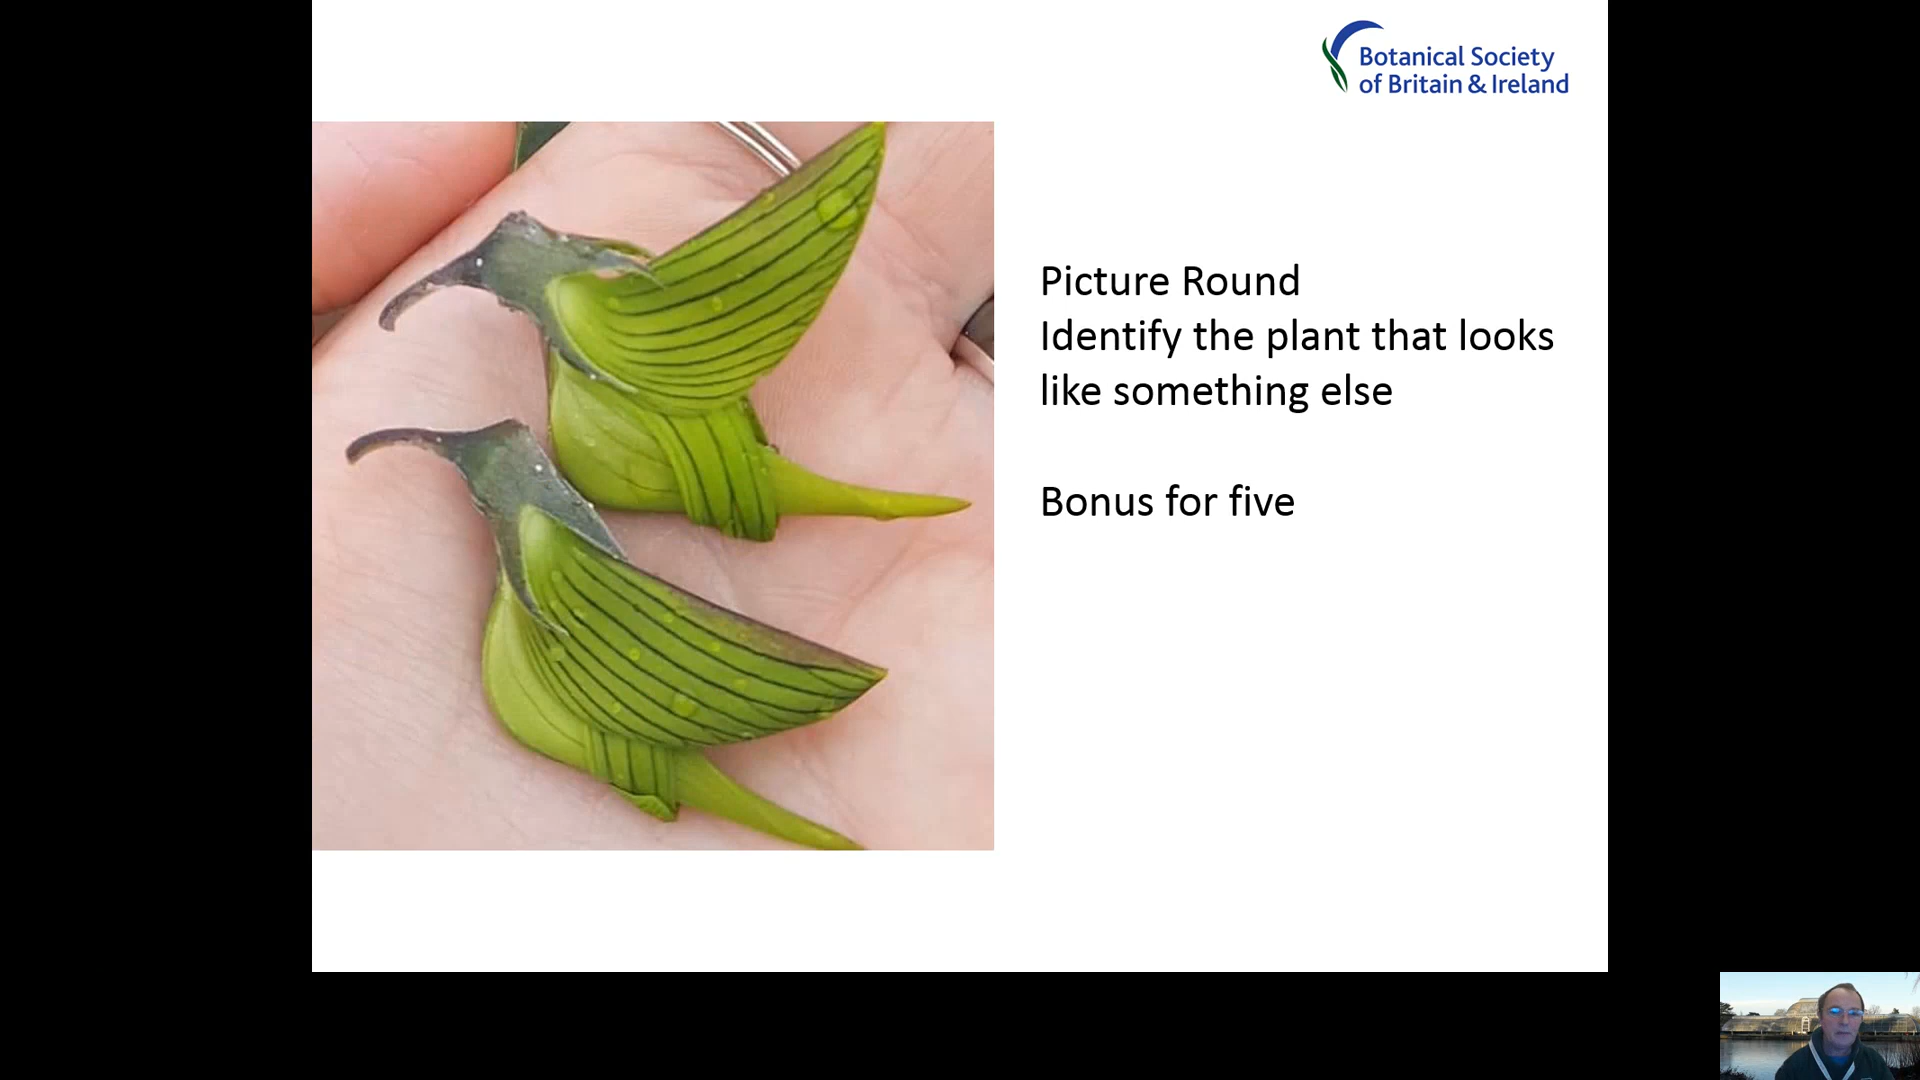 Botanical Society
of Britain & Ireland
Picture Round
Identify the plant that looks
like something else
Bonus for five